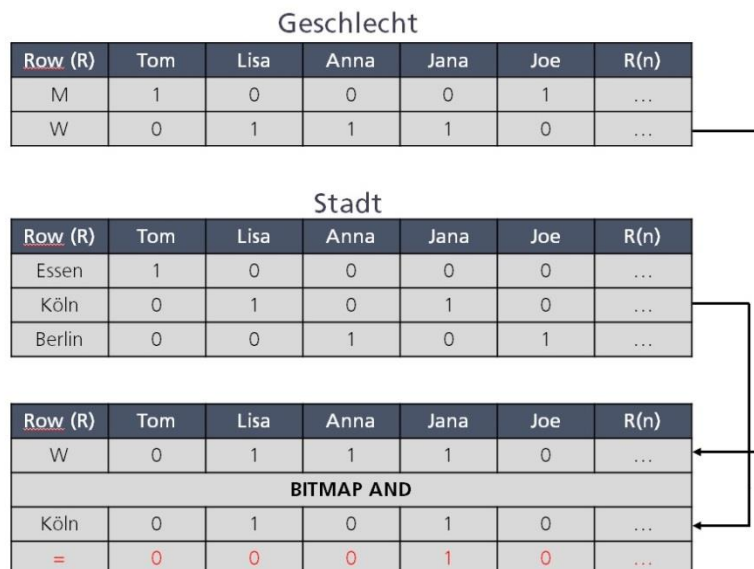 Geschlecht
Row (R) Tom Lisa Anna Jana Joe R(n)
M 1 0 0 0 1 ...
W 0 1 1 1 0 ...
Stadt
Row (R) Tom Lisa Anna Jana Joe R(n)
Essen 1 0 0 0 0 ...
Köln 0 1 0 1 0 ...
Berlin 0 0 1 0 1 ...
Row (R) Tom Lisa Anna Jana Joe R(n)
W 0 1 1 1 0 ...
BITMAP AND
Köln 0 1 0 1 0 ...
= 0 0 0 1 0 ...